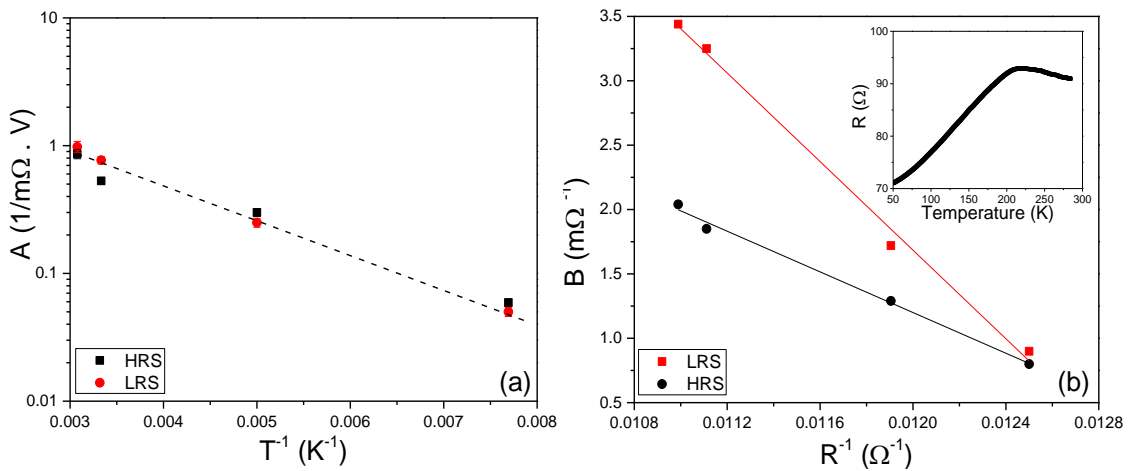 10
1
0.1
0.01
A (1/mΩ . V)
HRS
LRS
(a)
0.003 0.004 0.005 0.006 0.007 0.008
T⁻¹ (K⁻¹)
3.5
3.0
2.5
2.0
1.5
1.0
0.5
B (mΩ⁻¹)
LRS
HRS
(b)
0.0108 0.0112 0.0116 0.0120 0.0124 0.0128
R⁻¹ (Ω⁻¹)
100
90
80
70
R (Ω)
50 100 150 200 250 300
Temperature (K)